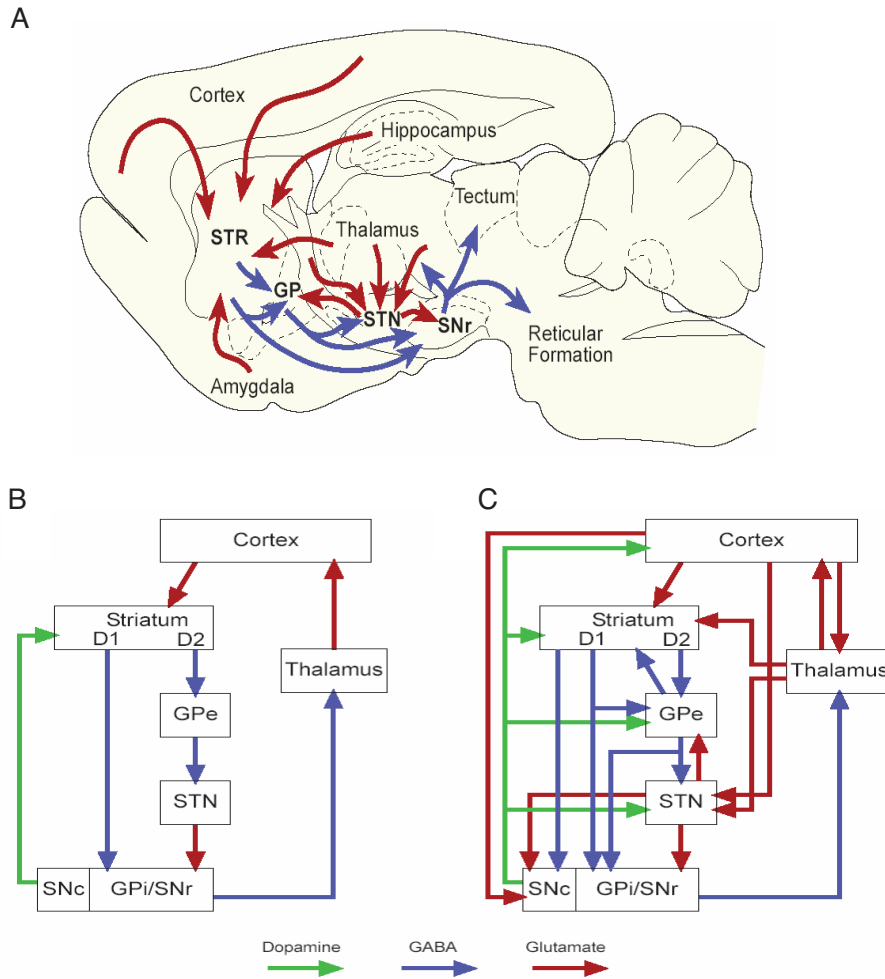 A
Cortex
Hippocampus
Tectum
Thalamus
STR
GP
STN
SNr
Reticular
Formation
Amygdala
B
Cortex
Striatum
D1 D2
Thalamus
GPe
STN
SNc GPi/SNr
C
Cortex
Striatum
D1 D2
Thalamus
GPe
STN
SNc GPi/SNr
Dopamine GABA Glutamate